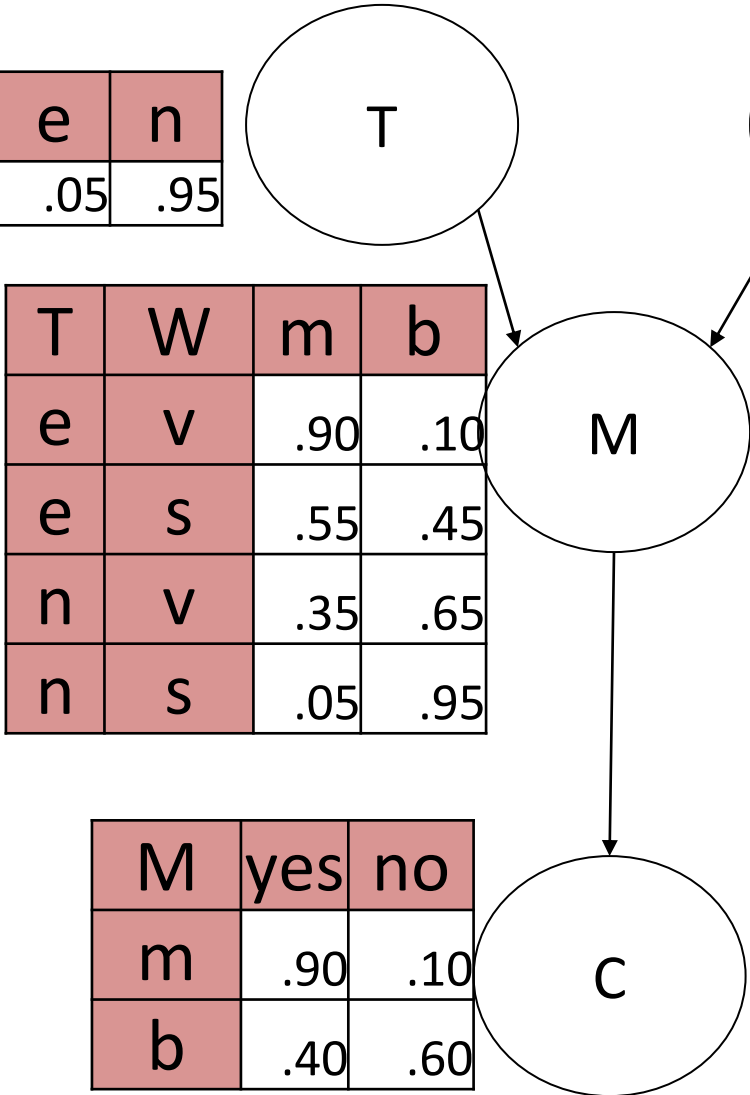 T
e n
.05 .95
T W m b
e v .90 .10
e s .55 .45
n v .35 .65
n s .05 .95
M
M yes no
m .90 .10
b .40 .60
C